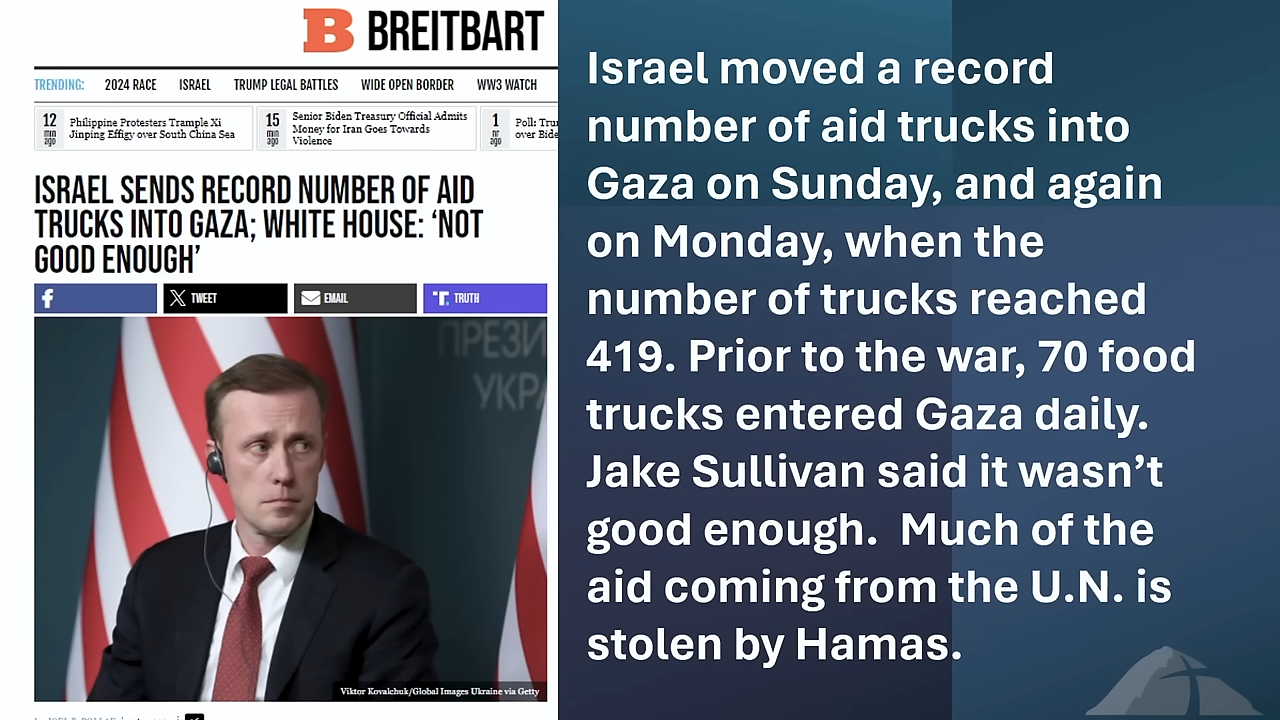 B BREITBART
TRENDING: 2024 RACE ISRAEL TRUMP LEGAL BATTLES WIDE OPEN BORDER WW3 WATCH
12 min ago
Philippine Protesters Trample Xi
Jinping Effigy over South China Sea
15 min ago
Senior Biden Treasury Official Admits
Money for Iran Goes Towards
Violence
1 hr ago
Poll:
over
ISRAEL SENDS RECORD NUMBER OF AID
TRUCKS INTO GAZA; WHITE HOUSE: ‘NOT
GOOD ENOUGH’
f
TWEET
EMAIL
TRUTH
ПРЕЗИ
УКРА
Viktor Kovalchuk/Global Images Ukraine via Getty
Israel moved a record
number of aid trucks into
Gaza on Sunday, and again
on Monday, when the
number of trucks reached
419. Prior to the war, 70 food
trucks entered Gaza daily.
Jake Sullivan said it wasn’t
good enough.  Much of the
aid coming from the U.N. is
stolen by Hamas.